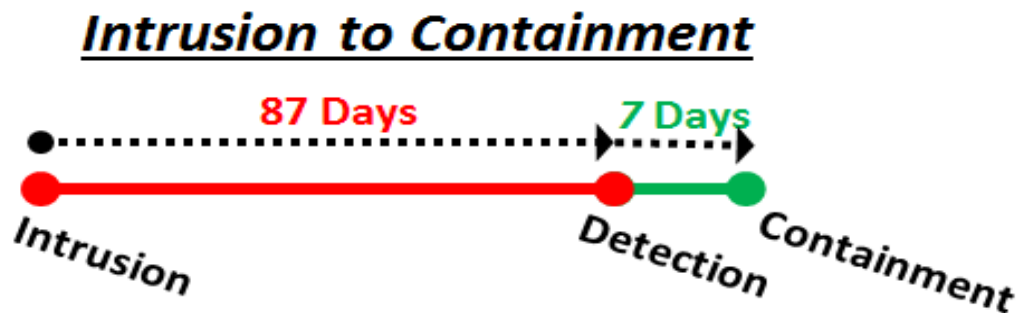 Intrusion to Containment
87 Days
7 Days
Intrusion
Detection
Containment